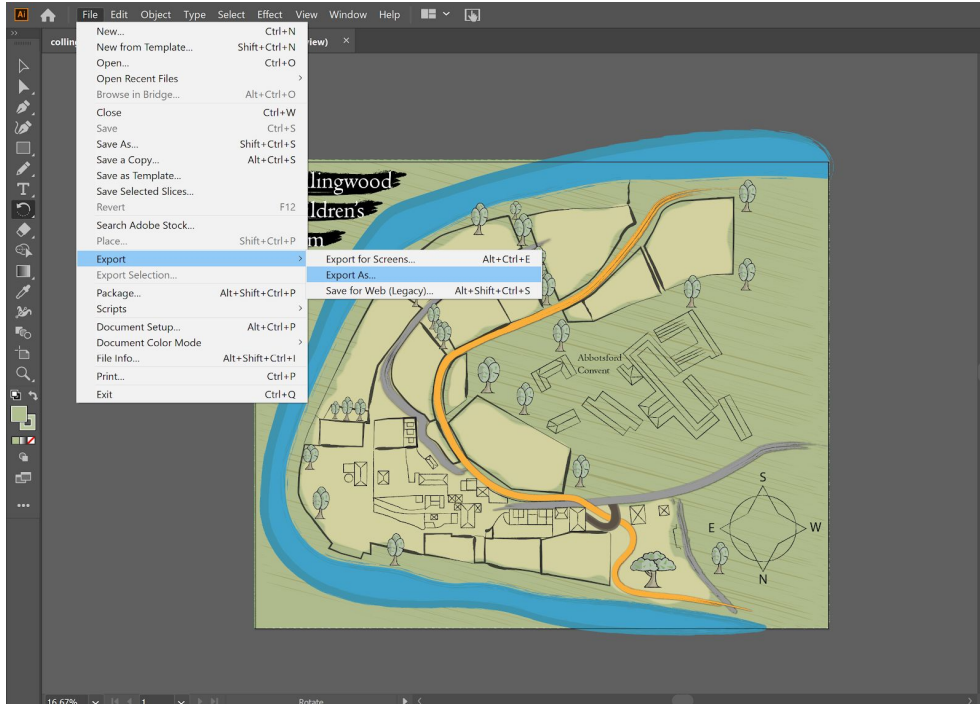 Ai File Edit Object Type Select Effect View Window Help
colling
iew) ×
New... Ctrl+N
New from Template... Shift+Ctrl+N
Open... Ctrl+O
Open Recent Files >
Browse in Bridge... Alt+Ctrl+O
Close Ctrl+W
Save Ctrl+S
Save As... Shift+Ctrl+S
Save a Copy... Alt+Ctrl+S
Save as Template...
Save Selected Slices...
Revert F12
Search Adobe Stock...
Place... Shift+Ctrl+P
Export >
Export Selection...
Package... Alt+Shift+Ctrl+P
Scripts >
Document Setup... Alt+Ctrl+P
Document Color Mode >
File Info... Alt+Shift+Ctrl+I
Print... Ctrl+P
Exit Ctrl+Q
Export for Screens... Alt+Ctrl+E
Export As...
Save for Web (Legacy)... Alt+Shift+Ctrl+S
lingwood
ldren's
m
Abbotsford
Convent
S
E W
N
16.67% 1 Rotate